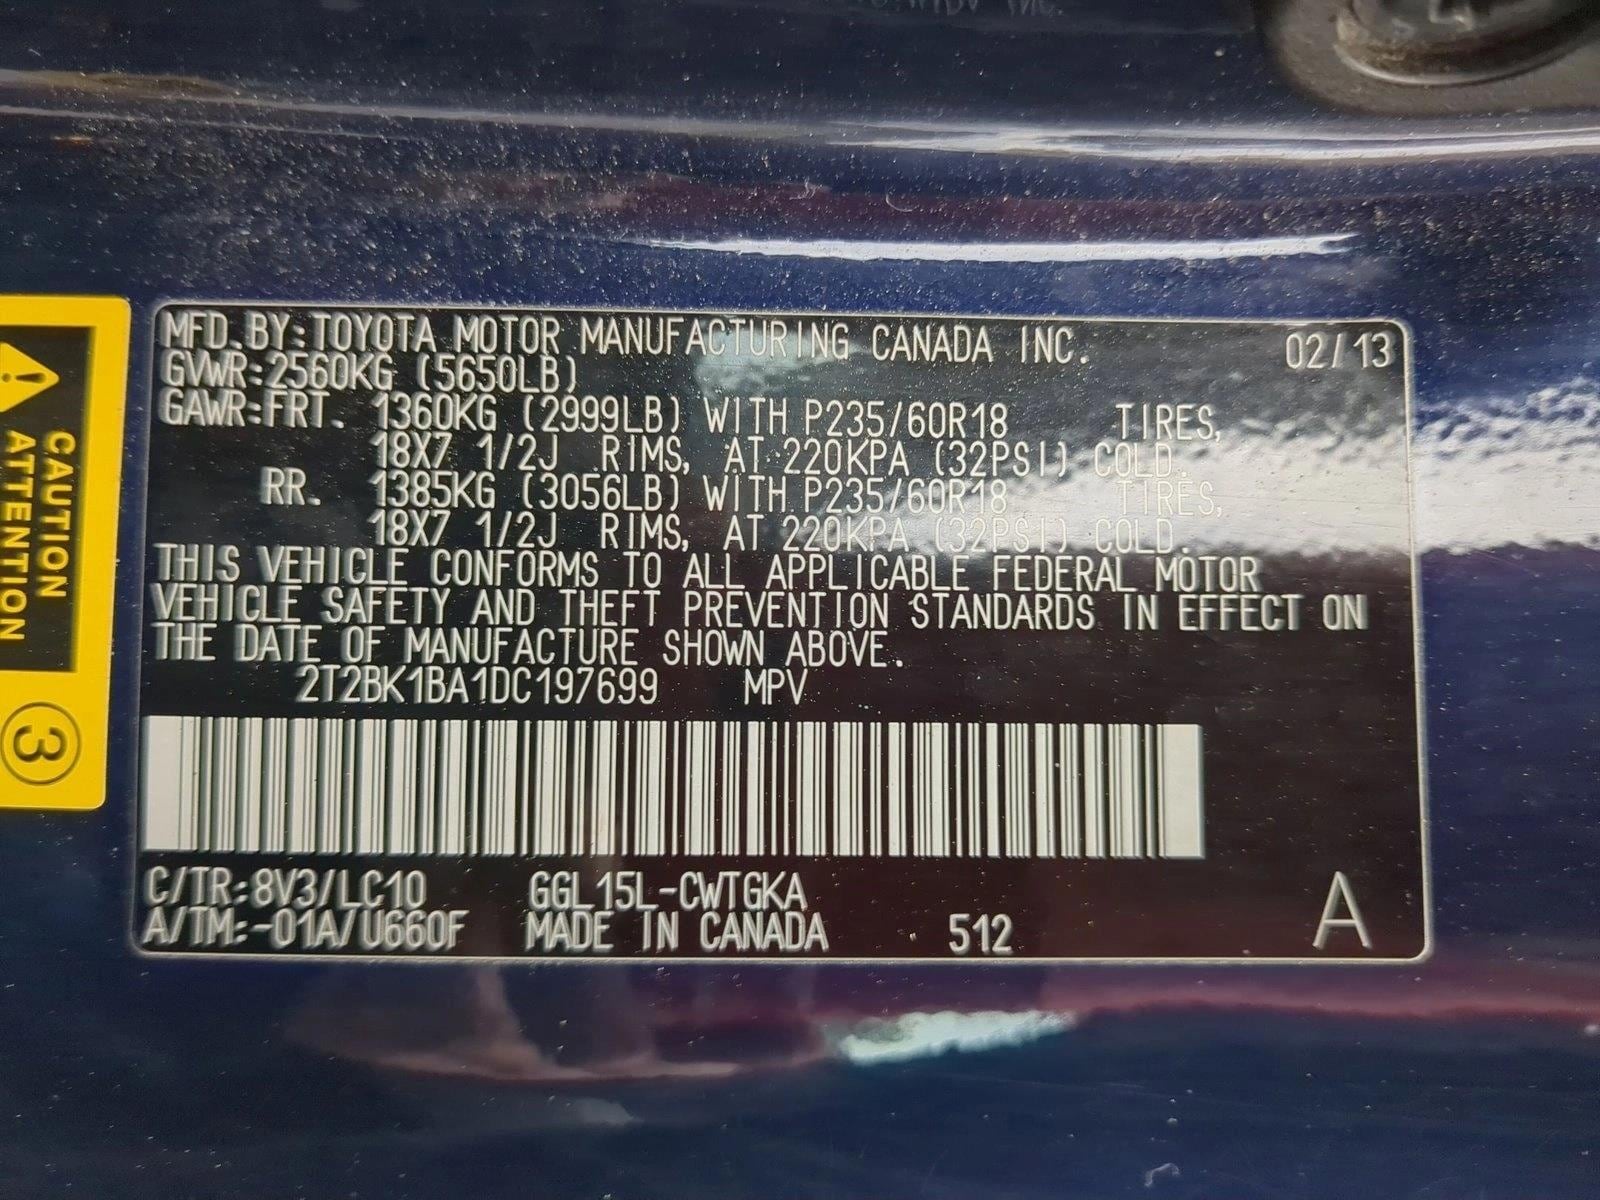 MFD.BY:TOYOTA MOTOR MANUFACTURING CANADA INC. 02/13
GVWR:2560KG (5650LB)
GAWR:FRT. 1360KG (2999LB) WITH P235/60R18 TIRES,
18X7 1/2J RIMS, AT 220KPA (32PSI) COLD.
RR. 1385KG (3056LB) WITH P235/60R18 TIRES,
18X7 1/2J RIMS, AT 220KPA (32PSI) COLD.
THIS VEHICLE CONFORMS TO ALL APPLICABLE FEDERAL MOTOR
VEHICLE SAFETY AND THEFT PREVENTION STANDARDS IN EFFECT ON
THE DATE OF MANUFACTURE SHOWN ABOVE.
2T2BK1BA1DC197699 MPV
C/TR:8V3/LC10 GGL15L-CWTGKA
A/TM:-01A/U660F MADE IN CANADA 512 A
CAUTION
ATTENTION
3